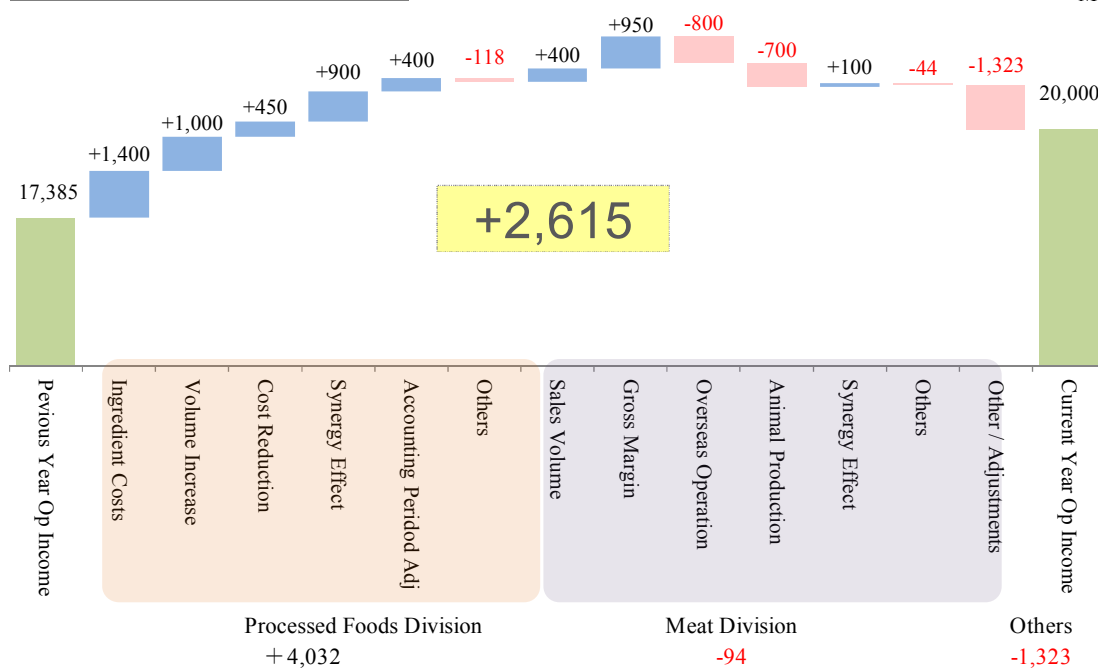 17,385
+1,400
+1,000
+450
+900
+400
-118
+400
+950
-800
-700
+100
-44
-1,323
20,000
+2,615
Pevious Year Op Income
Ingredient Costs
Volume Increase
Cost Reduction
Synergy Effect
Accounting Peridod Adj
Others
Sales Volume
Gross Margin
Overseas Operation
Animal Production
Synergy Effect
Others
Other / Adjustments
Current Year Op Income
Processed Foods Division Meat Division Others
＋4,032 -94 -1,323